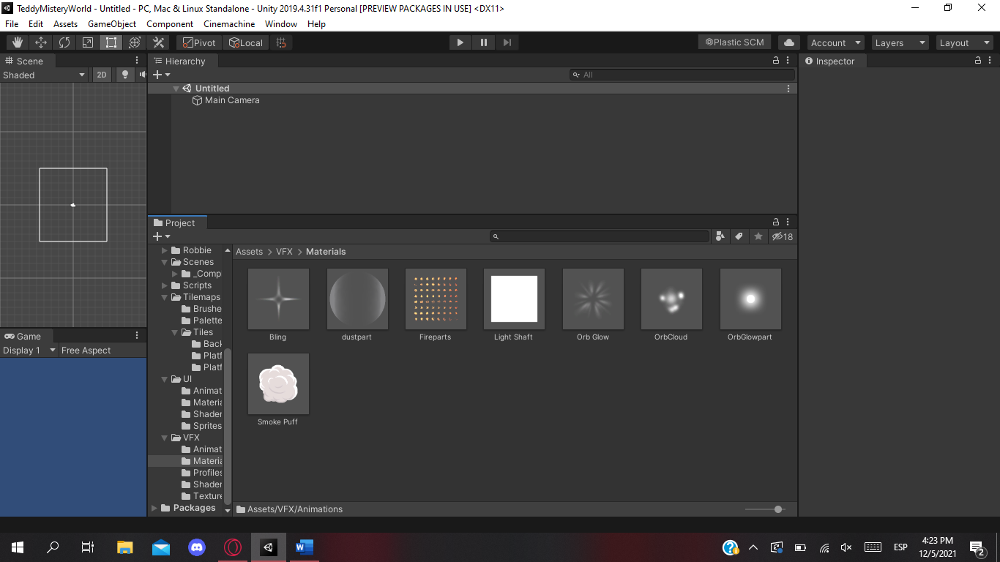 TeddyMisteryWorld - Untitled - PC, Mac & Linux Standalone - Unity 2019.4.31f1 Personal [PREVIEW PACKAGES IN USE] <DX11>
File Edit Assets GameObject Component Cinemachine Window Help
Pivot Local Plastic SCM Account Layers Layout
Scene
Shaded 2D
Hierarchy
All
Untitled
Main Camera
Inspector
Project
18
Robbie
Scenes
_Comp
Scripts
Tilemaps
Brushe
Palette
Tiles
Back
Platf
Platf
UI
Animat
Materia
Shader
Sprites
VFX
Animat
Materia
Profiles
Shader
Texture
Packages
Assets > VFX > Materials
Bling dustpart Fireparts Light Shaft Orb Glow OrbCloud OrbGlowpart
Smoke Puff
Assets/VFX/Animations
Game
Display 1 Free Aspect
ESP
4:23 PM
12/5/2021
2